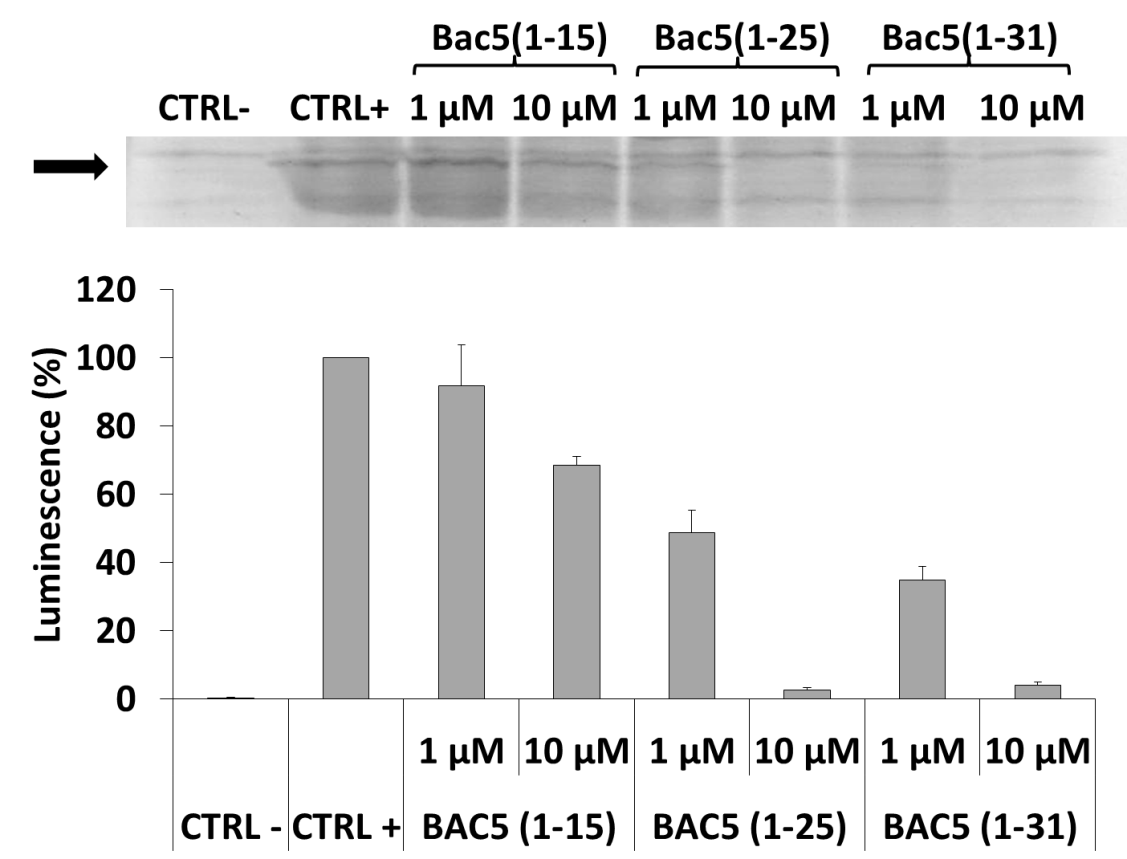 Bac5(1-15) Bac5(1-25) Bac5(1-31)
CTRL- CTRL+ 1 µM 10 µM 1 µM 10 µM 1 µM 10 µM
120
100
80
60
40
20
0
Luminescence (%)
1 µM 10 µM 1 µM 10 µM 1 µM 10 µM
CTRL - CTRL + BAC5 (1-15) BAC5 (1-25) BAC5 (1-31)